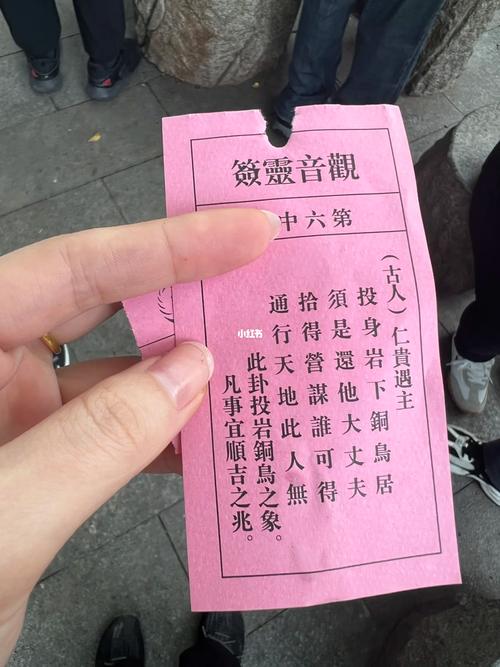 觀音靈簽
第六中
(古人)仁貴遇主
投身岩下銅鳥居
須是還他大丈夫
拾得營謀誰可得
通行天地此人無
此卦投岩銅鳥之象。
凡事宜順吉之兆。
小红书